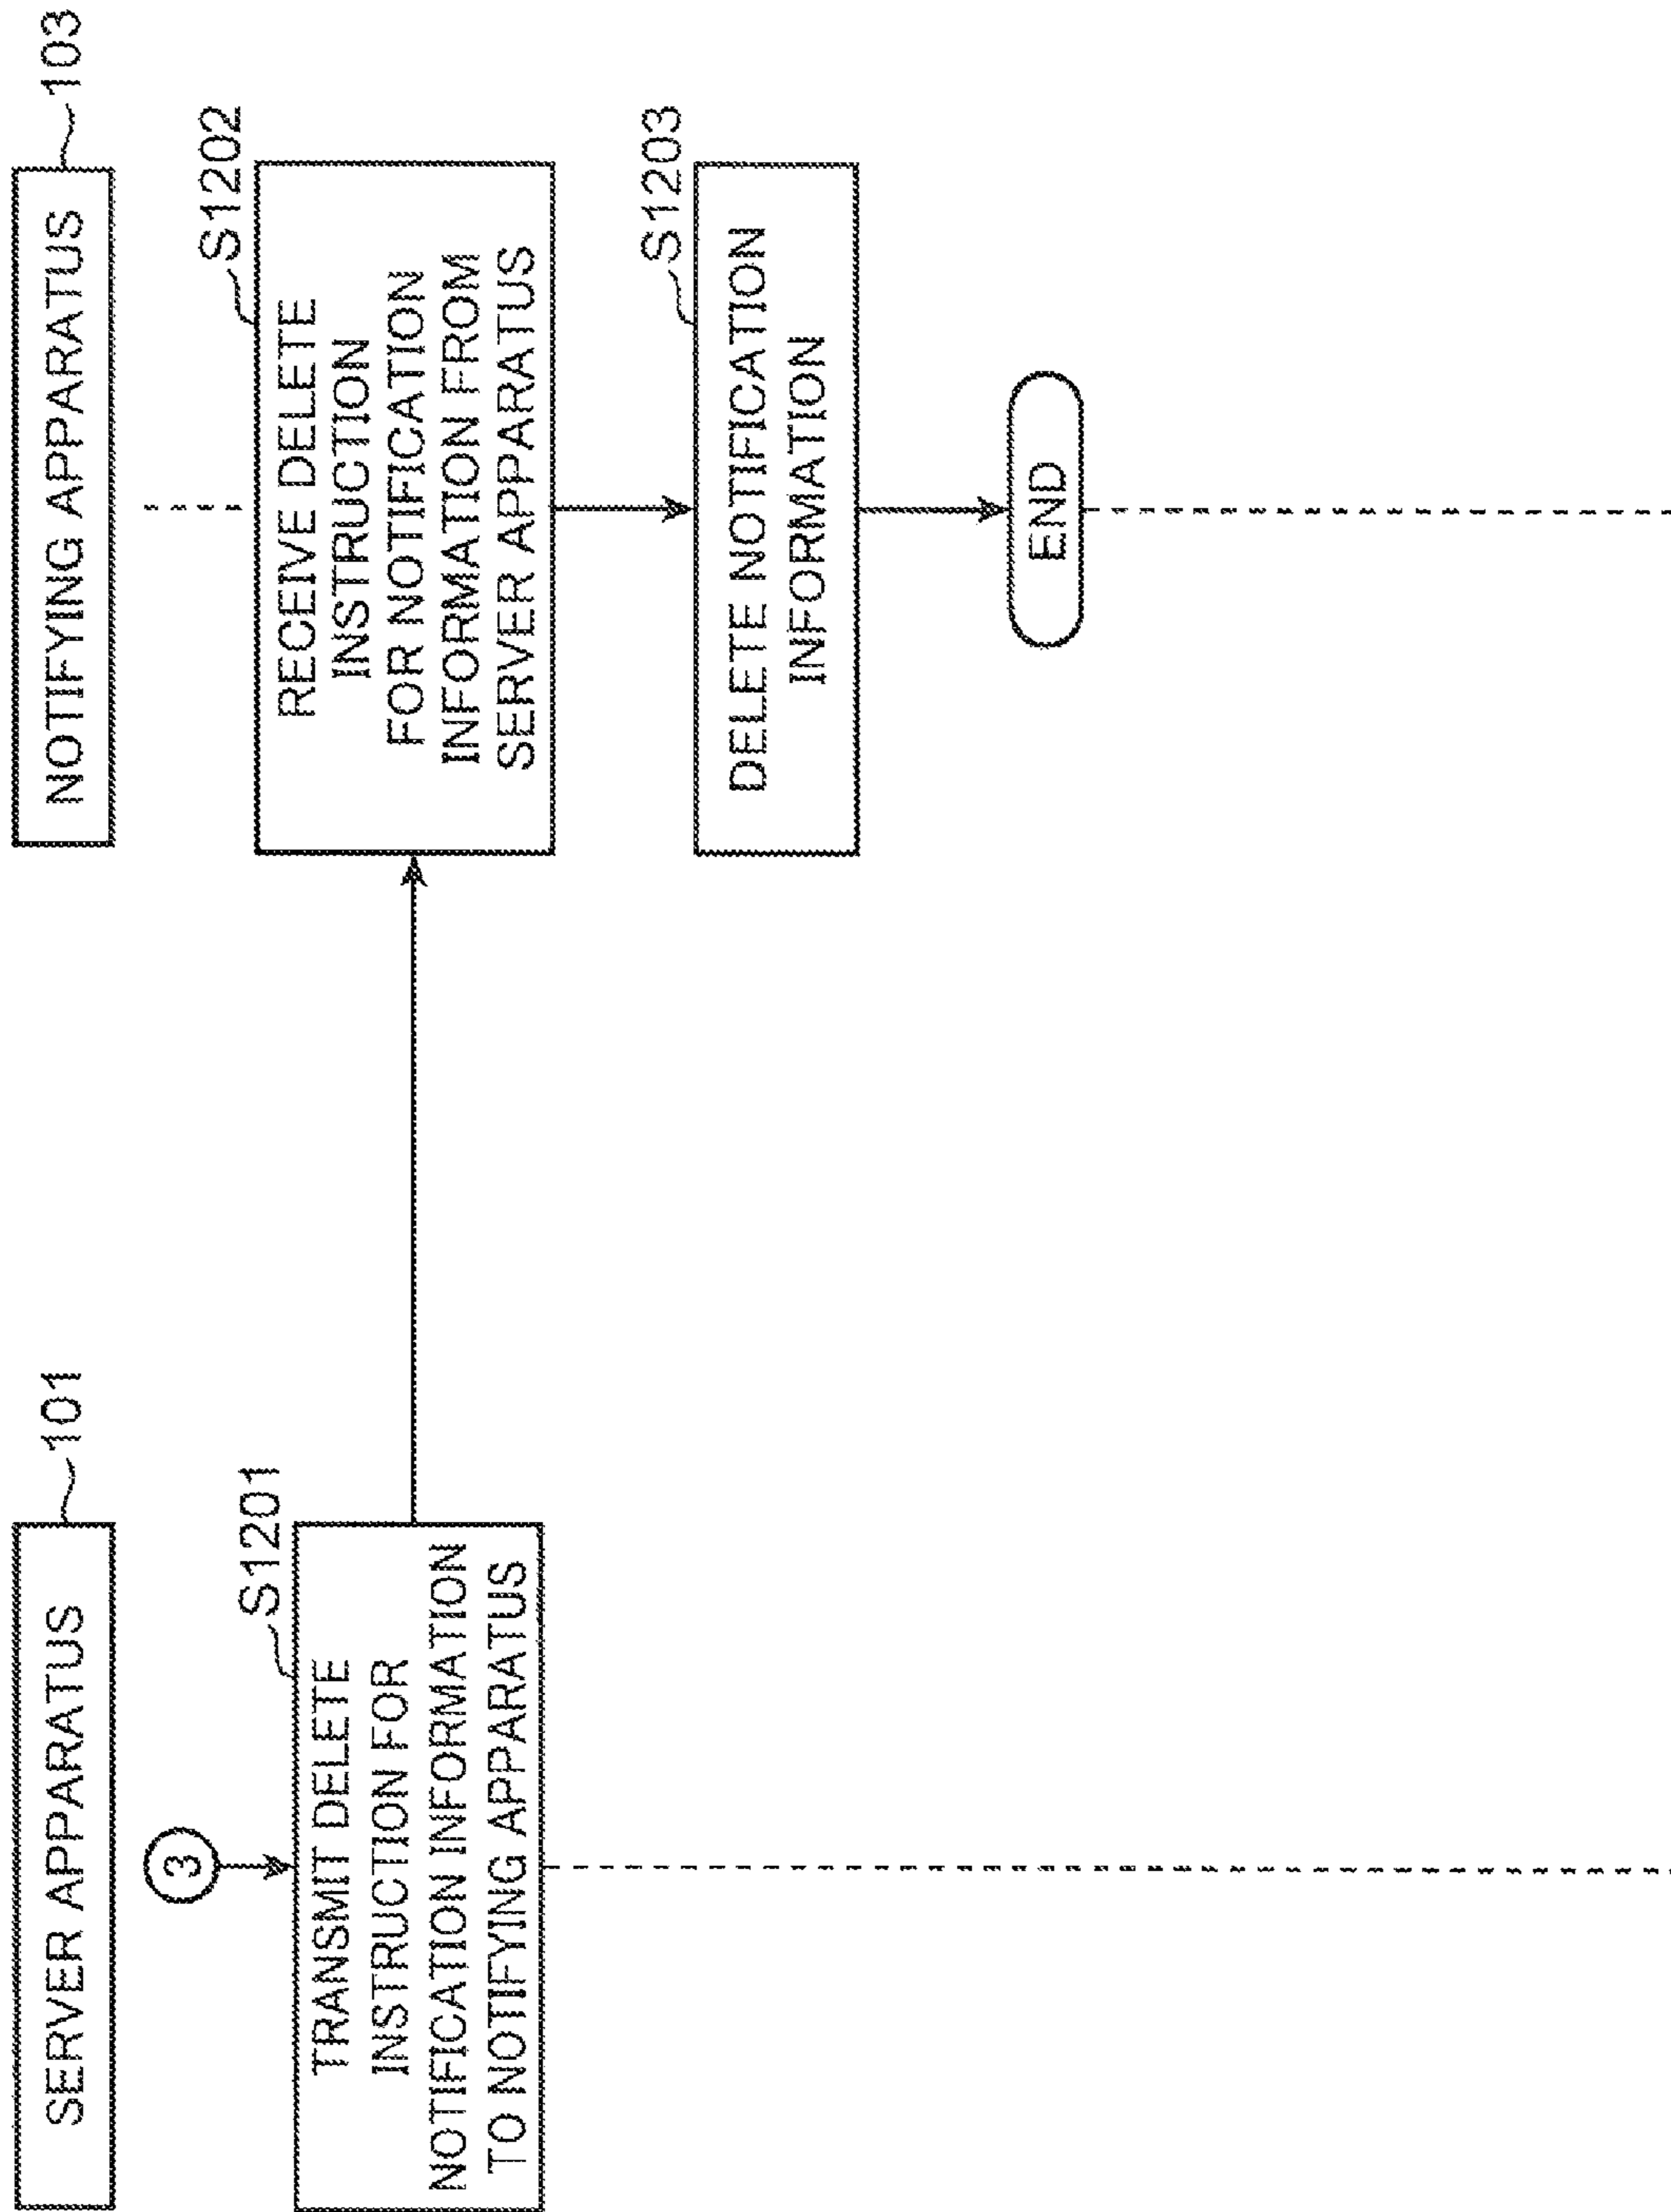 SERVER APPARATUS
101
3
S1201
TRANSMIT DELETE
INSTRUCTION FOR
NOTIFICATION INFORMATION
TO NOTIFYING APPARATUS
NOTIFYING APPARATUS
103
S1202
RECEIVE DELETE
INSTRUCTION
FOR NOTIFICATION
INFORMATION FROM
SERVER APPARATUS
S1203
DELETE NOTIFICATION
INFORMATION
END